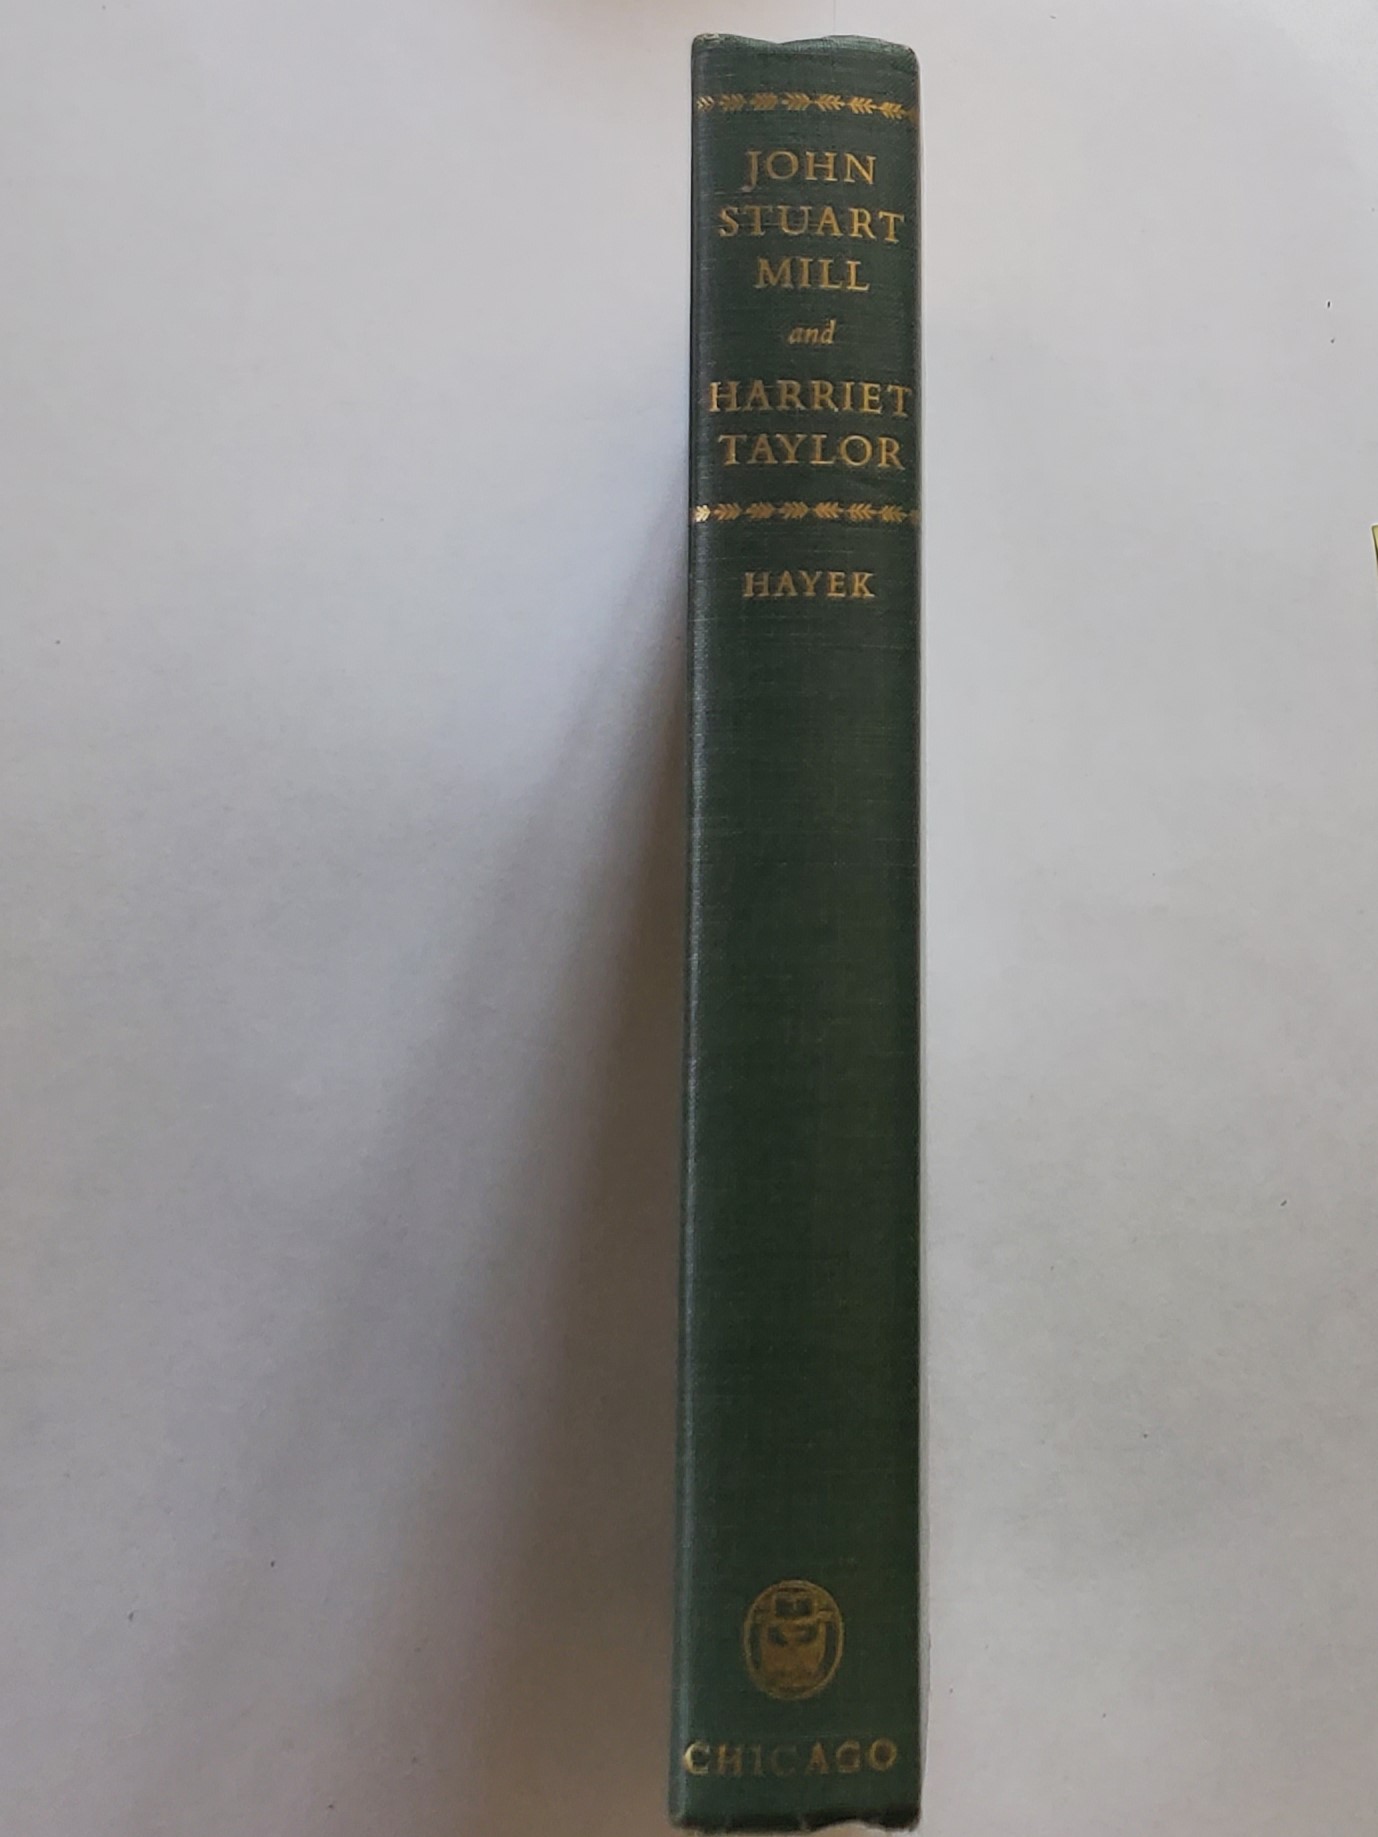 JOHN
STUART
MILL
and
HARRIET
TAYLOR
HAYEK
CHICAGO